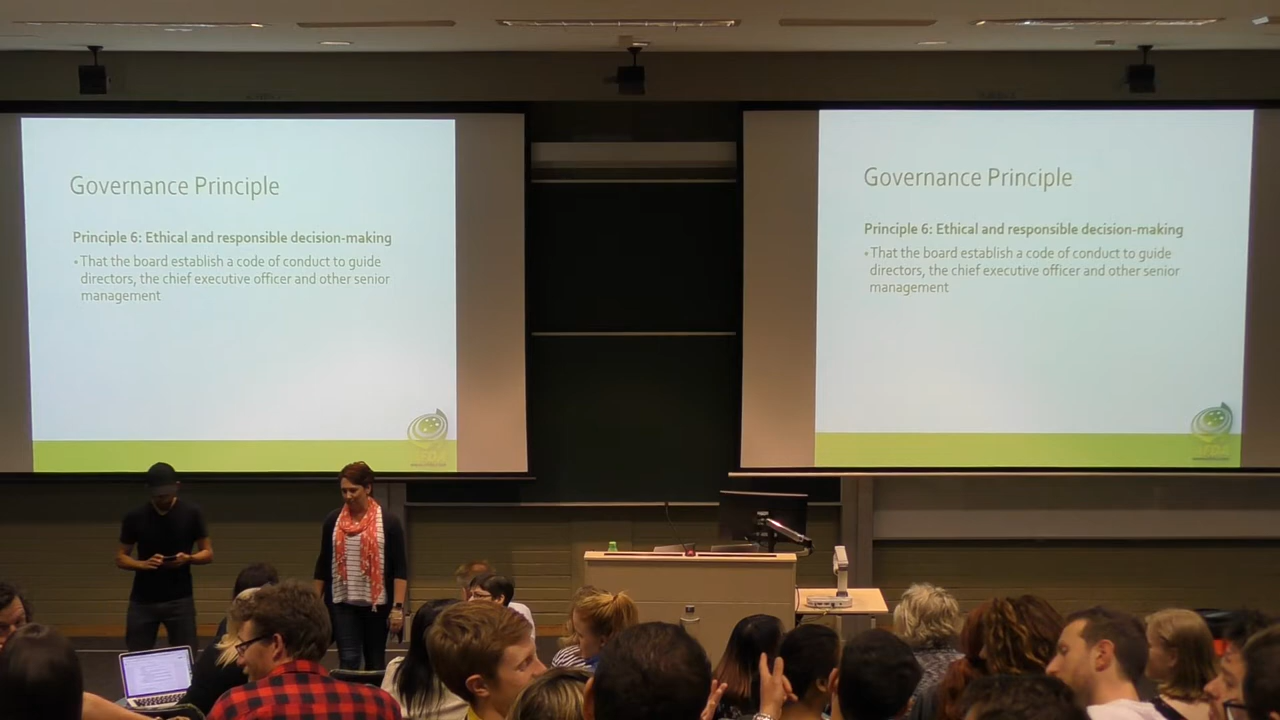 Governance Principle
Principle 6: Ethical and responsible decision-making
•That the board establish a code of conduct to guide
directors, the chief executive officer and other senior
management
Governance Principle
Principle 6: Ethical and responsible decision-making
•That the board establish a code of conduct to guide
directors, the chief executive officer and other senior
management